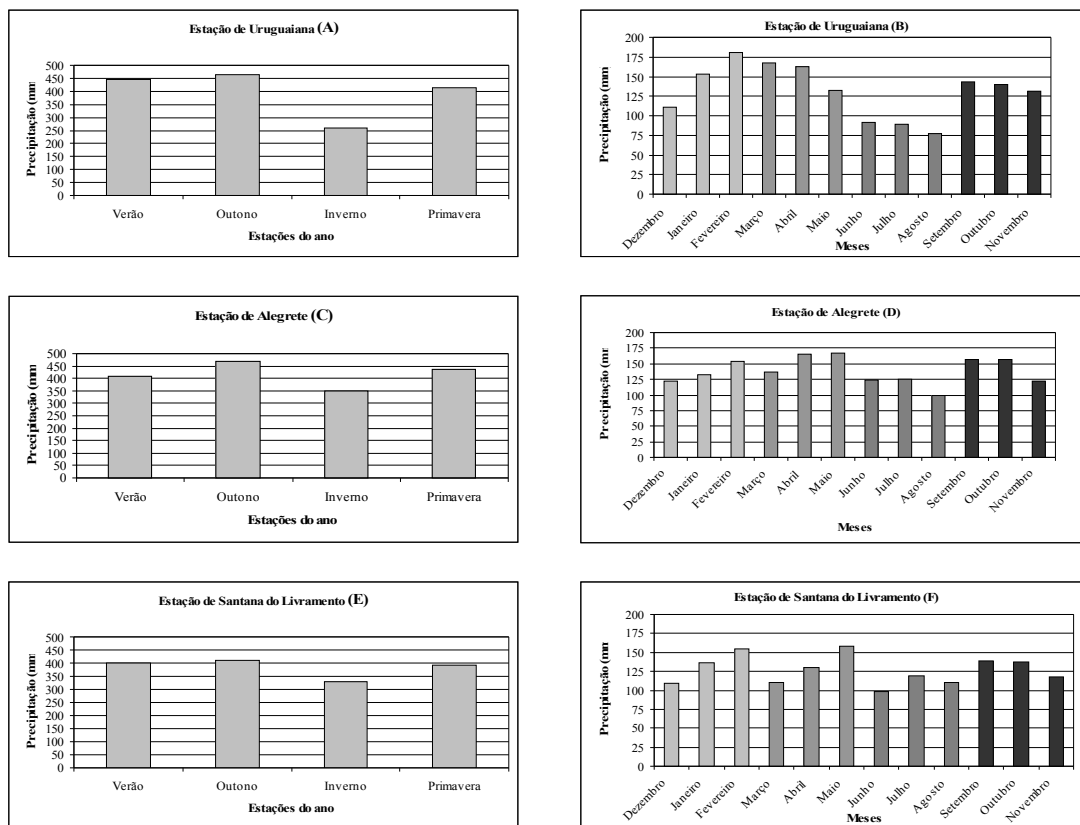 Estação de Uruguaiana (A)
Precipitação (mm
500
450
400
350
300
250
200
150
100
50
0
Verão Outono Inverno Primavera
Estações do ano
Estação de Uruguaiana (B)
Precipitação (mm
200
175
150
125
100
75
50
25
0
Dezembro Janeiro Fevereiro Março Abril Maio Junho Julho Agosto Setembro Outubro Novembro
Meses
Estação de Alegrete (C)
Precipitação (mm
500
450
400
350
300
250
200
150
100
50
0
Verão Outono Inverno Primavera
Estações do ano
Estação de Alegrete (D)
Precipitação (mm
200
175
150
125
100
75
50
25
0
Dezembro Janeiro Fevereiro Março Abril Maio Junho Julho Agosto Setembro Outubro Novembro
Meses
Estação de Santana do Livramento (E)
Precipitação (mm
500
450
400
350
300
250
200
150
100
50
0
Verão Outono Inverno Primavera
Estações do ano
Estação de Santana do Livramento (F)
Precipitação (mm
200
175
150
125
100
75
50
25
0
Dezembro Janeiro Fevereiro Março Abril Maio Junho Julho Agosto Setembro Outubro Novembro
Meses